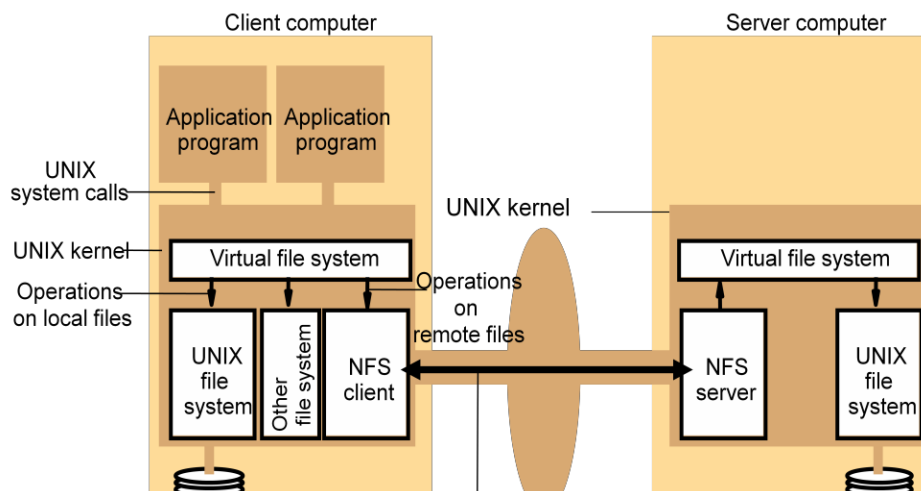 Client computer
Server computer
Application
program
Application
program
UNIX
system calls
UNIX kernel
UNIX kernel
Virtual file system
Virtual file system
Operations
on local files
Operations
on
remote files
UNIX
file
system
Other
file system
NFS
client
NFS
server
UNIX
file
system